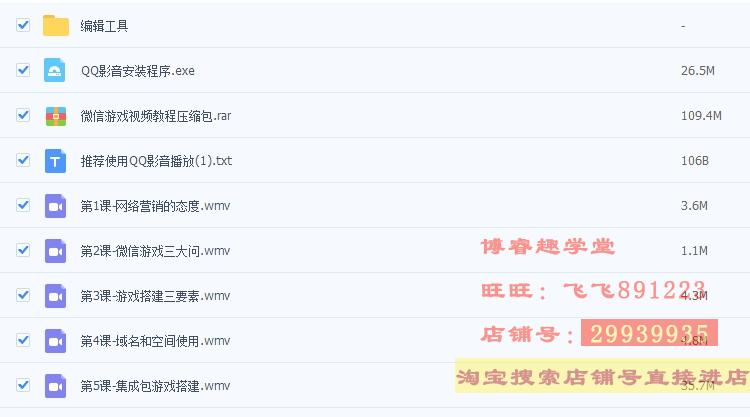 编辑工具 -
QQ影音安装程序.exe 26.5M
微信游戏视频教程压缩包.rar 109.4M
推荐使用QQ影音播放(1).txt 106B
第1课-网络营销的态度.wmv 3.6M
第2课-微信游戏三大问.wmv 1.1M
博睿趣学堂
第3课-游戏搭建三要素.wmv 4.3M
旺旺：飞飞891223
第4课-域名和空间使用.wmv 4.8M
店铺号：29939935
第5课-集成包游戏搭建.wmv 35.7M
淘宝搜索店铺号直接进店